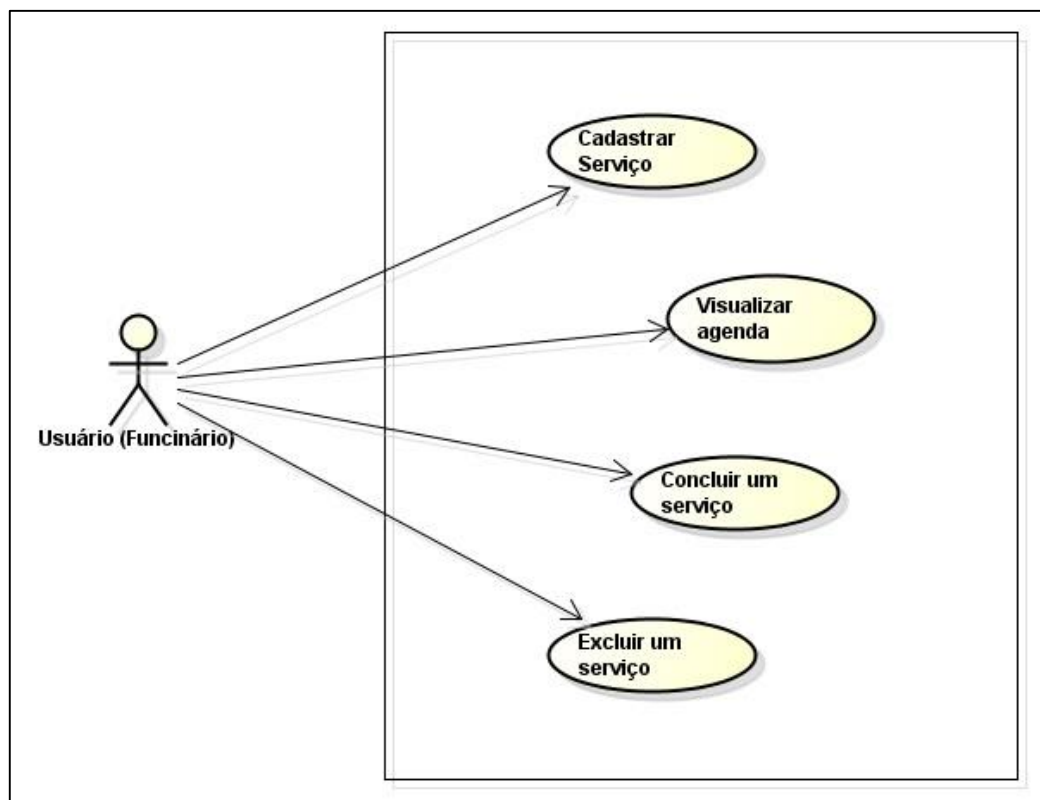 Cadastrar
Serviço
Visualizar
agenda
Usuário (Funcinário)
Concluir um
serviço
Excluir um
serviço